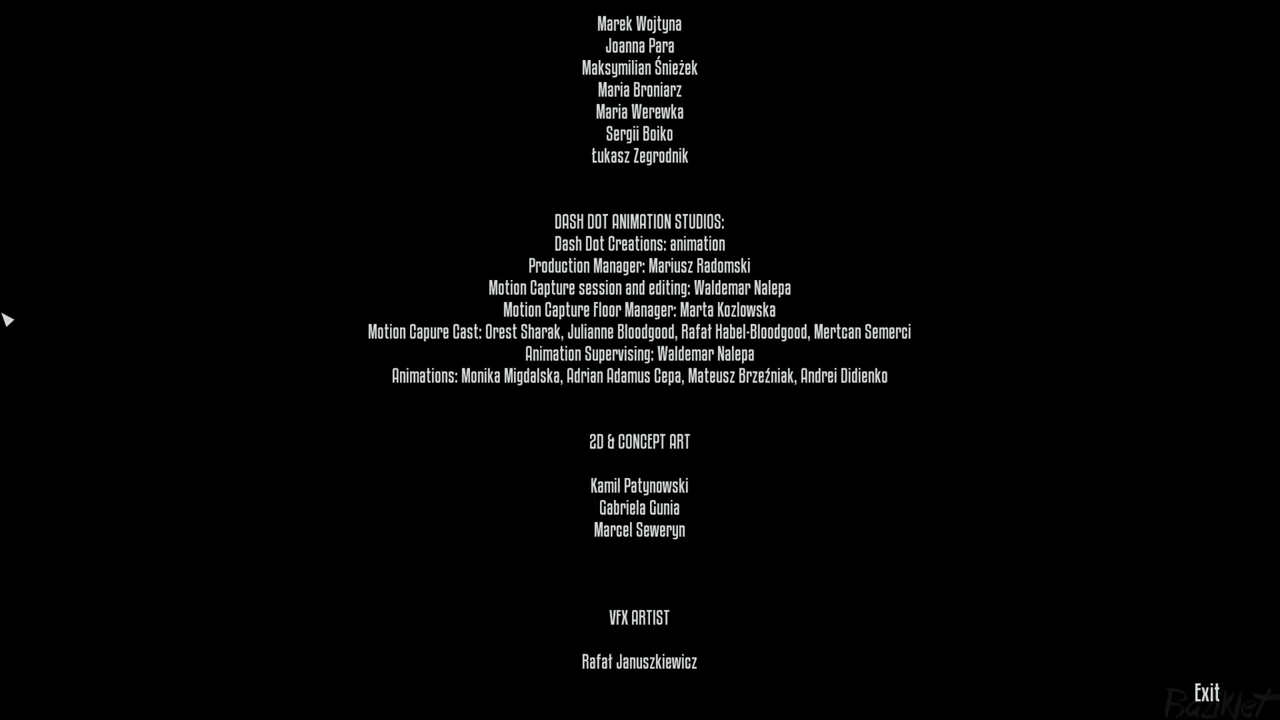 Marek Wojtyna
Joanna Para
Maksymilian Śnieżek
Maria Broniarz
Maria Werewka
Sergii Boiko
Łukasz Zegrodnik
DASH DOT ANIMATION STUDIOS:
Dash Dot Creations: animation
Production Manager: Mariusz Radomski
Motion Capture session and editing: Waldemar Nalepa
Motion Capture Floor Manager: Marta Kozlowska
Motion Capure Cast: Orest Sharak, Julianne Bloodgood, Rafał Habel-Bloodgood, Mertcan Semerci
Animation Supervising: Waldemar Nalepa
Animations: Monika Migdalska, Adrian Adamus Cepa, Mateusz Brzeźniak, Andrei Didienko
2D & CONCEPT ART
Kamil Patynowski
Gabriela Gunia
Marcel Seweryn
VFX ARTIST
Rafał Januszkiewicz
Exit